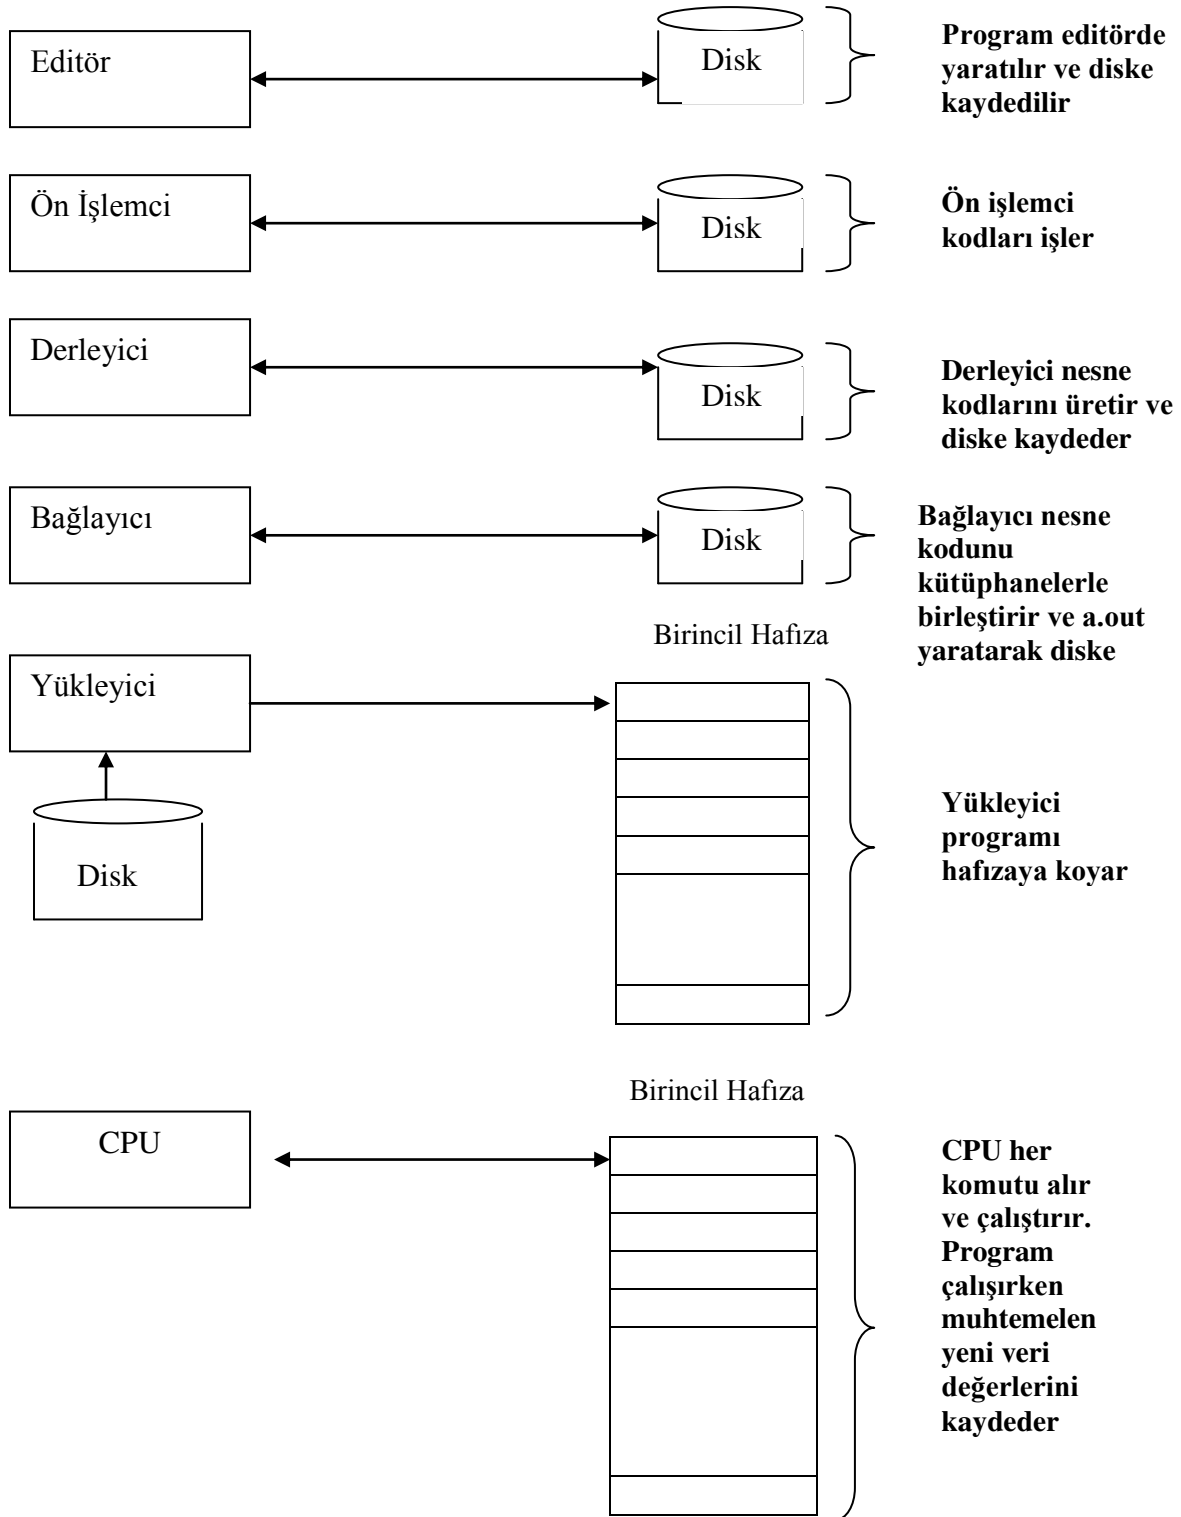 Editör
Disk
Program editörde
yaratılır ve diske
kaydedilir
Ön İşlemci
Disk
Ön işlemci
kodları işler
Derleyici
Disk
Derleyici nesne
kodlarını üretir ve
diske kaydeder
Bağlayıcı
Disk
Bağlayıcı nesne
kodunu
kütüphanelerle
birleştirir ve a.out
yaratarak diske
Birincil Hafıza
Yükleyici
Disk
Yükleyici
programı
hafızaya koyar
Birincil Hafıza
CPU
CPU her
komutu alır
ve çalıştırır.
Program
çalışırken
muhtemelen
yeni veri
değerlerini
kaydeder